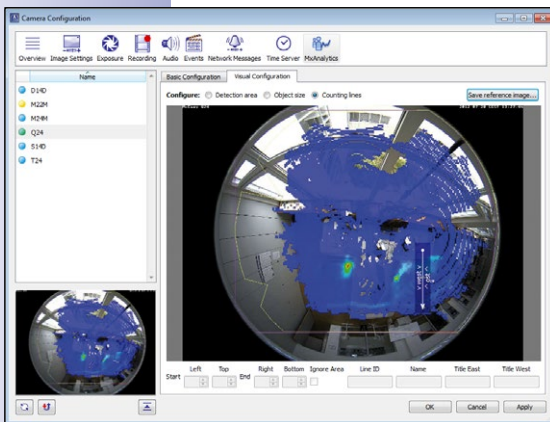 Camera Configuration
Overview Image Settings Exposure Recording Audio Events Network Messages Time Server MxAnalytics
Name
D14D
M22M
M24M
Q24
S14D
T24
Basic Configuration Visual Configuration
Configure: Detection area Object size Counting lines Save reference image...
Left Top Right Bottom Ignore Area Line ID Name Title East Title West
Start End
OK Cancel Apply